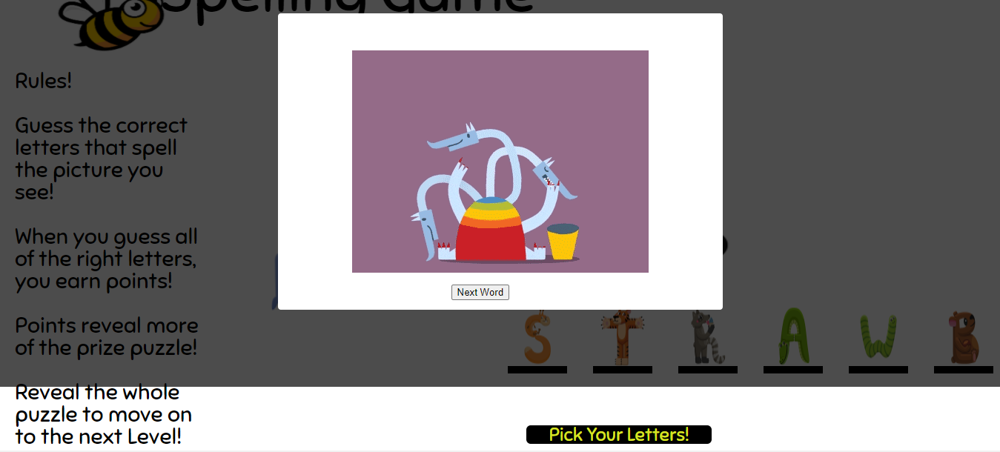 Spelling Game
Rules!
Guess the correct
letters that spell
the picture you
see!
When you guess all
of the right letters,
you earn points!
Points reveal more
of the prize puzzle!
Reveal the whole
puzzle to move on
to the next Level!
Next Word
S T R A W B
Pick Your Letters!